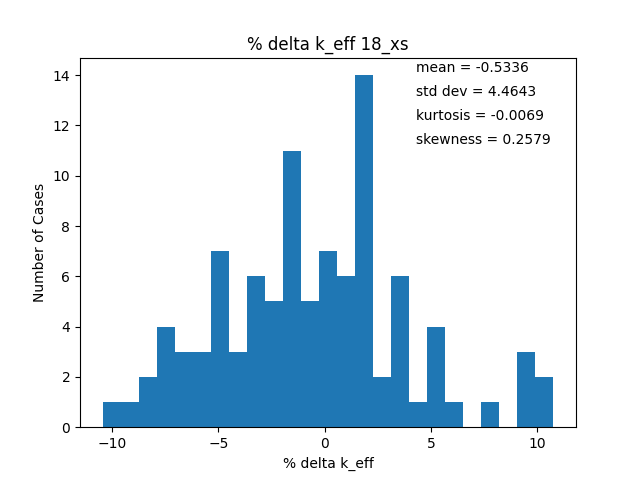 % delta k_eff 18_xs
mean = -0.5336
std dev = 4.4643
kurtosis = -0.0069
skewness = 0.2579
Number of Cases
14
12
10
8
6
4
2
0
−10 −5 0 5 10
% delta k_eff